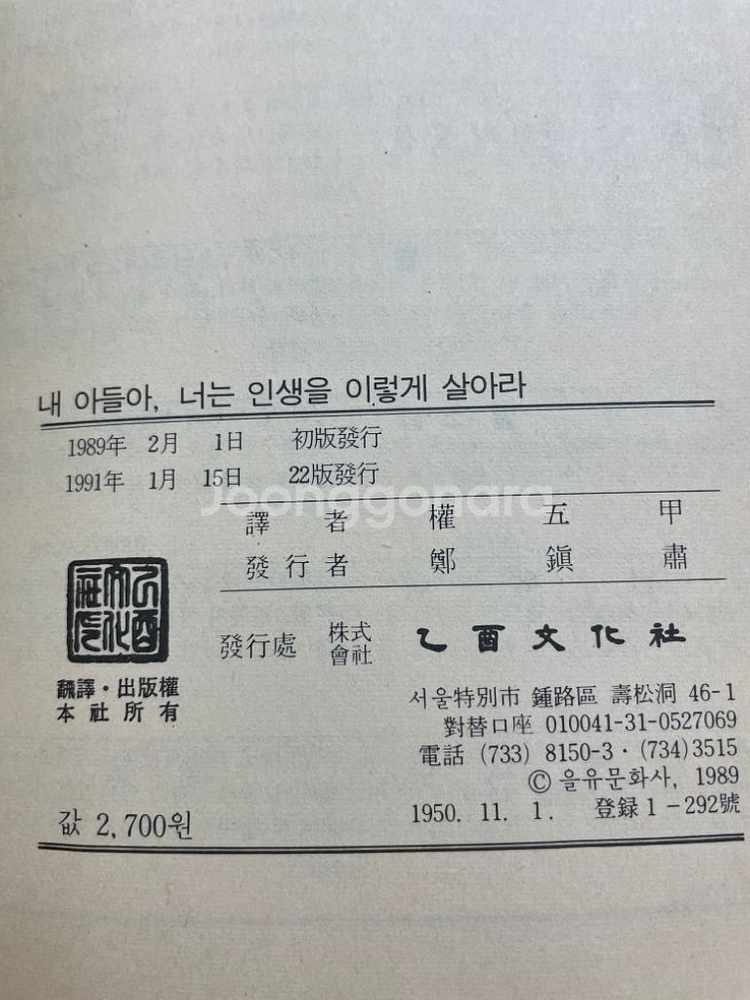 내 아들아, 너는 인생을 이렇게 살아라
1989年 2月 1日 初版發行
1991年 1月 15日 22版發行
Joonggonara
譯者 權五甲
發行者 鄭鎭肅
發行處 株式會社 乙酉文化社
飜譯・出版權
本社所有
서울特別市 鍾路區 壽松洞 46-1
對替口座 010041-31-0527069
電話 (733) 8150-3・(734)3515
© 을유문화사, 1989
1950. 11. 1. 登録 1-292號
값 2,700원